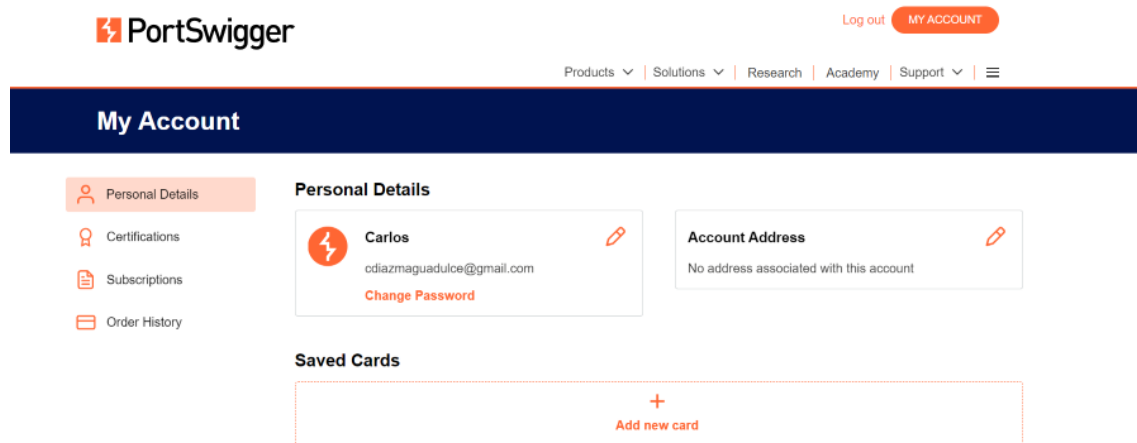 PortSwigger
Log out MY ACCOUNT
Products Solutions Research Academy Support
My Account
Personal Details
Certifications
Subscriptions
Order History
Personal Details
Carlos
cdiazmaguadulce@gmail.com
Change Password
Account Address
No address associated with this account
Saved Cards
Add new card